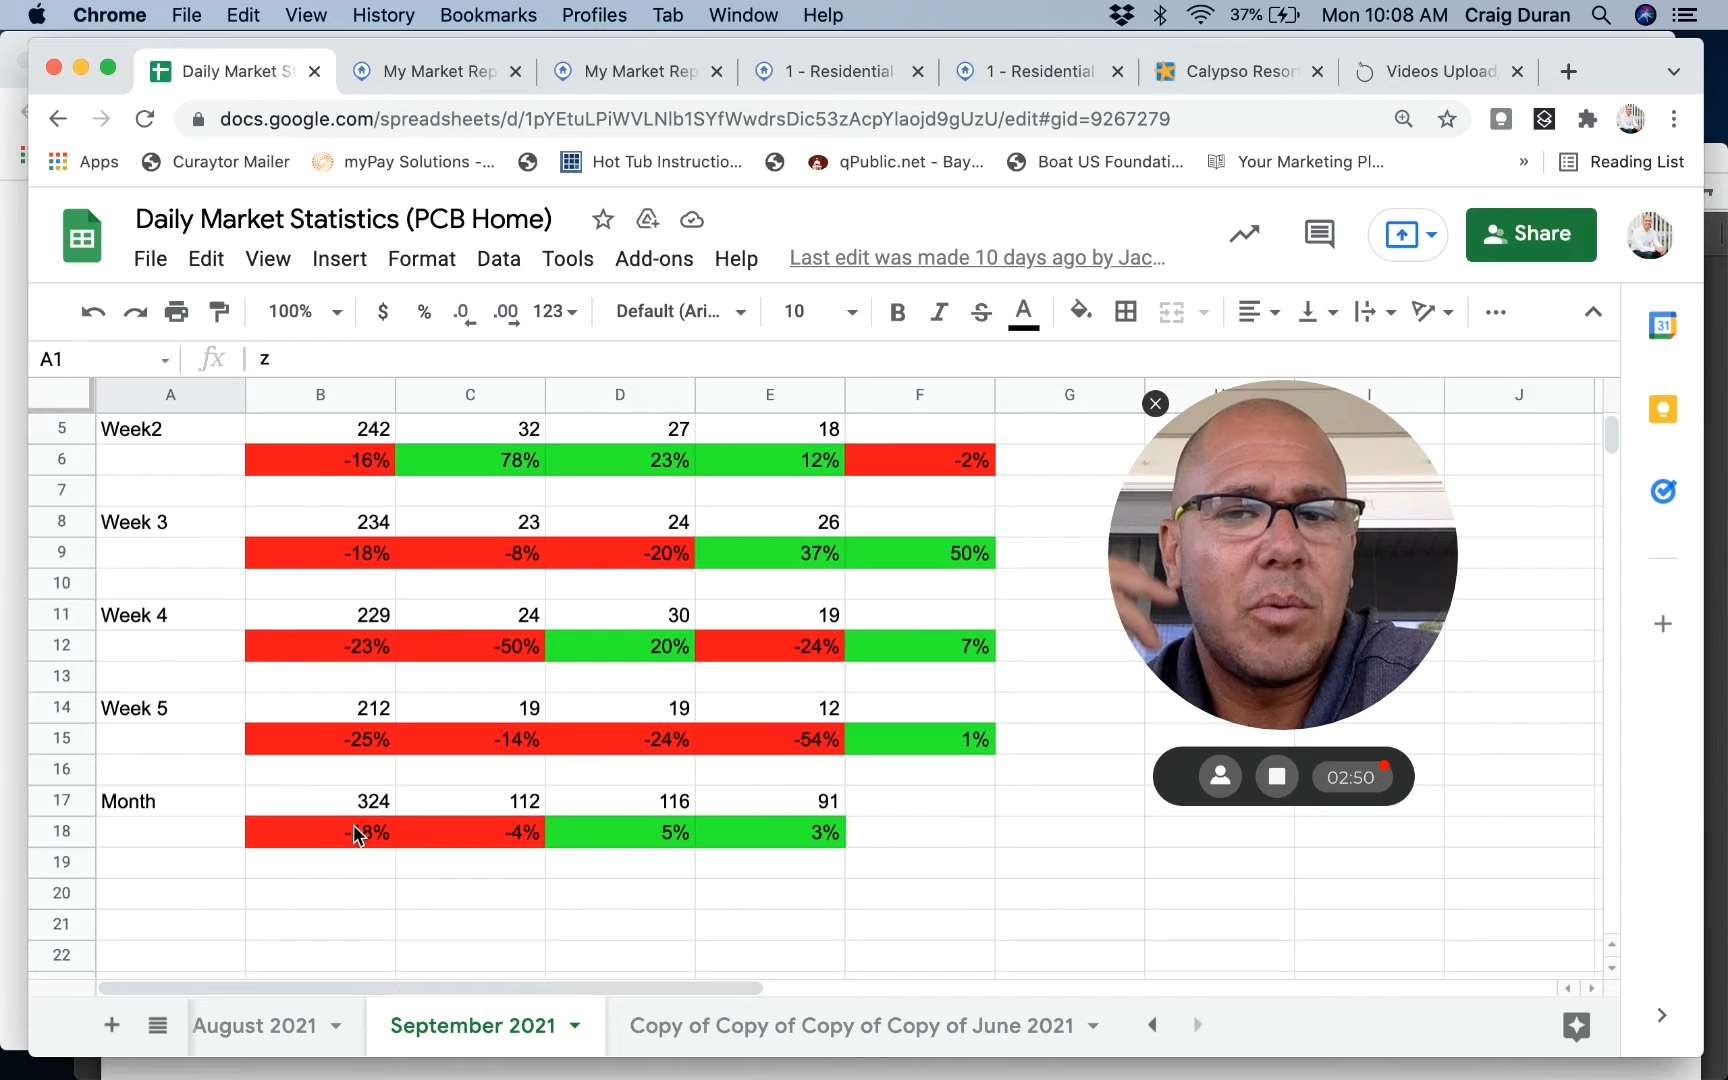 Chrome File Edit View History Bookmarks Profiles Tab Window Help 37% Mon 10:08 AM Craig Duran
Daily Market St My Market Rep My Market Rep 1 - Residential 1 - Residential Calypso Resor Videos Upload
docs.google.com/spreadsheets/d/1pYEtuLPiWVLNlb1SYfWwdrsDic53zAcpYlaojd9gUzU/edit#gid=9267279
Apps Curaytor Mailer myPay Solutions -... Hot Tub Instructio... qPublic.net - Bay... Boat US Foundati... Your Marketing Pl... » Reading List
Daily Market Statistics (PCB Home)
Share
File Edit View Insert Format Data Tools Add-ons Help Last edit was made 10 days ago by Jac...
100% $ % .0 .00 123 Default (Ari... 10 B I S A ...
A1 fx z
A B C D E F G I J
5 Week2 242 32 27 18
6 -16% 78% 23% 12% -2%
7
8 Week 3 234 23 24 26
9 -18% -8% -20% 37% 50%
10
11 Week 4 229 24 30 19
12 -23% -50% 20% -24% 7%
13
14 Week 5 212 19 19 12
15 -25% -14% -24% -54% 1%
16
02:50
17 Month 324 112 116 91
18 -4% 5% 3%
19
20
21
22
August 2021 September 2021 Copy of Copy of Copy of Copy of June 2021
31